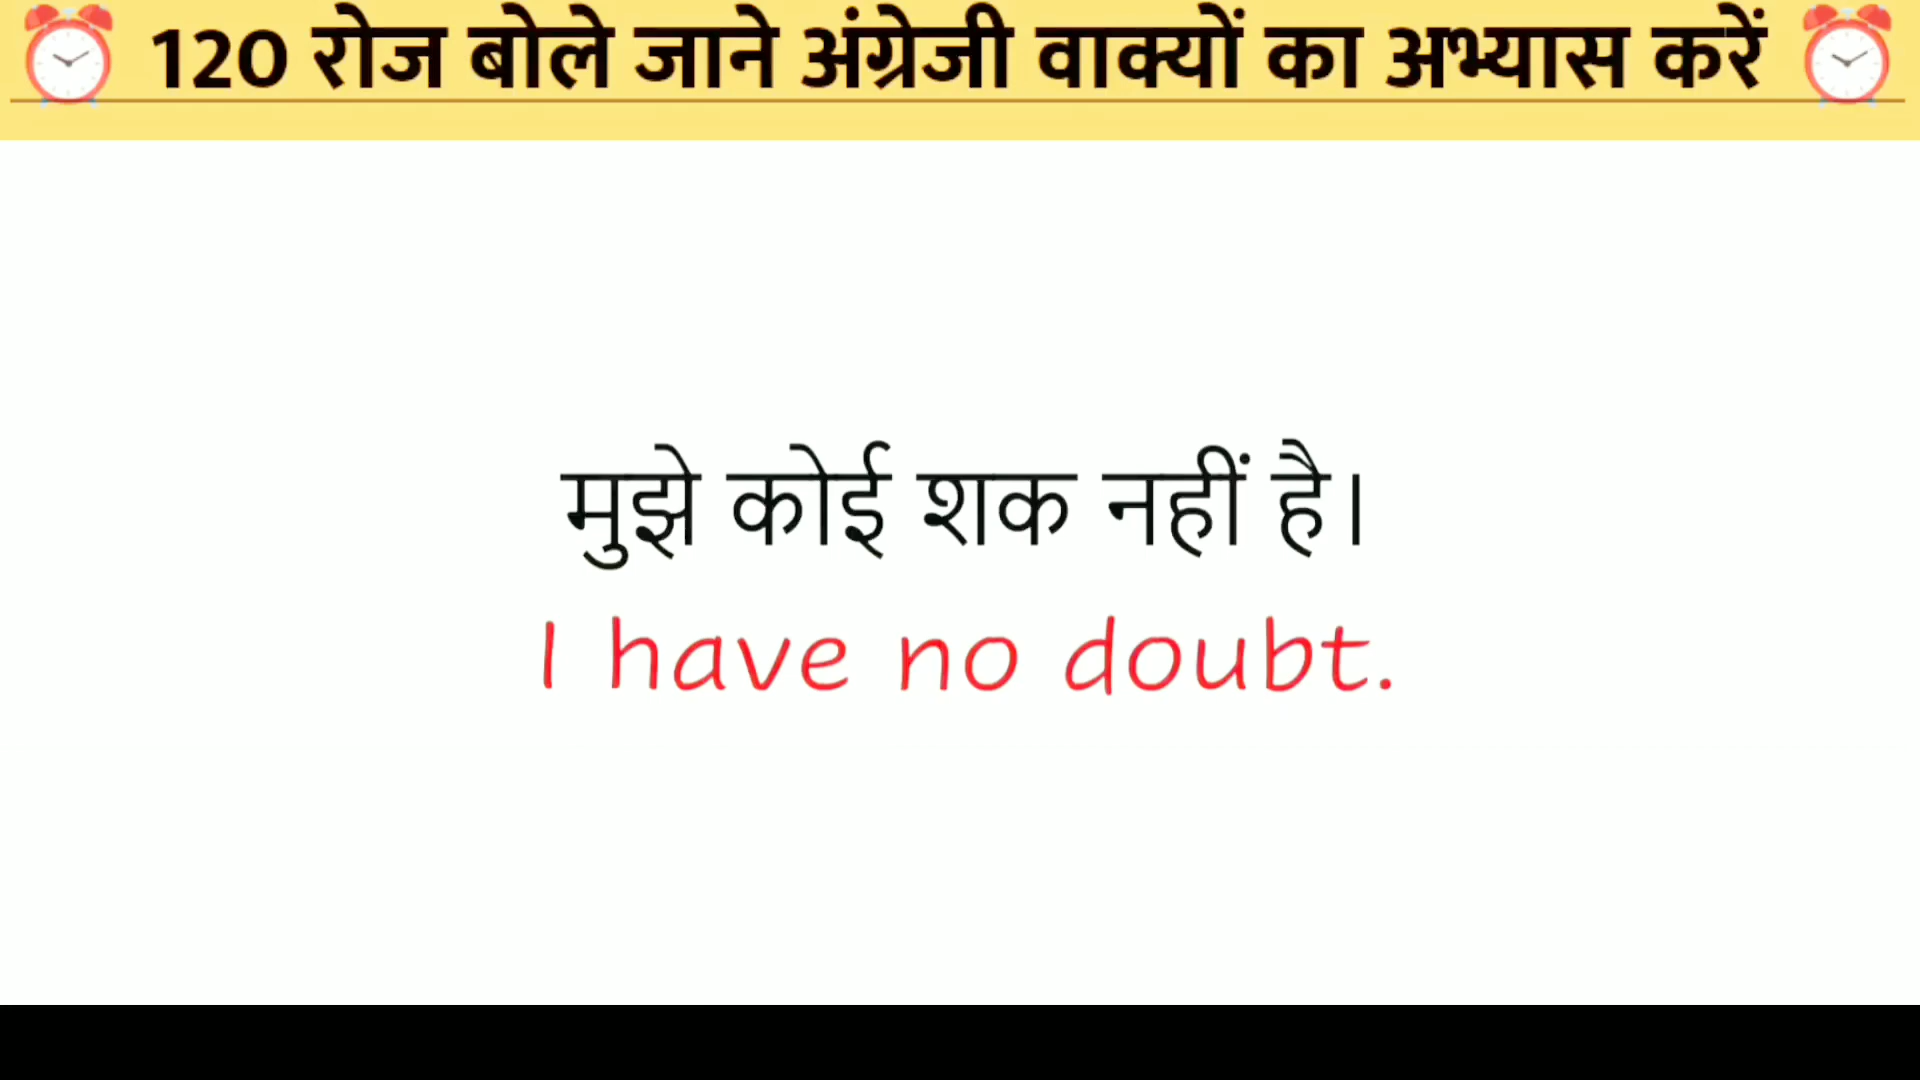 120 रोज बोले जाने अंग्रेजी वाक्यों का अभ्यास करें
मुझे कोई शक नहीं है।
I have no doubt.